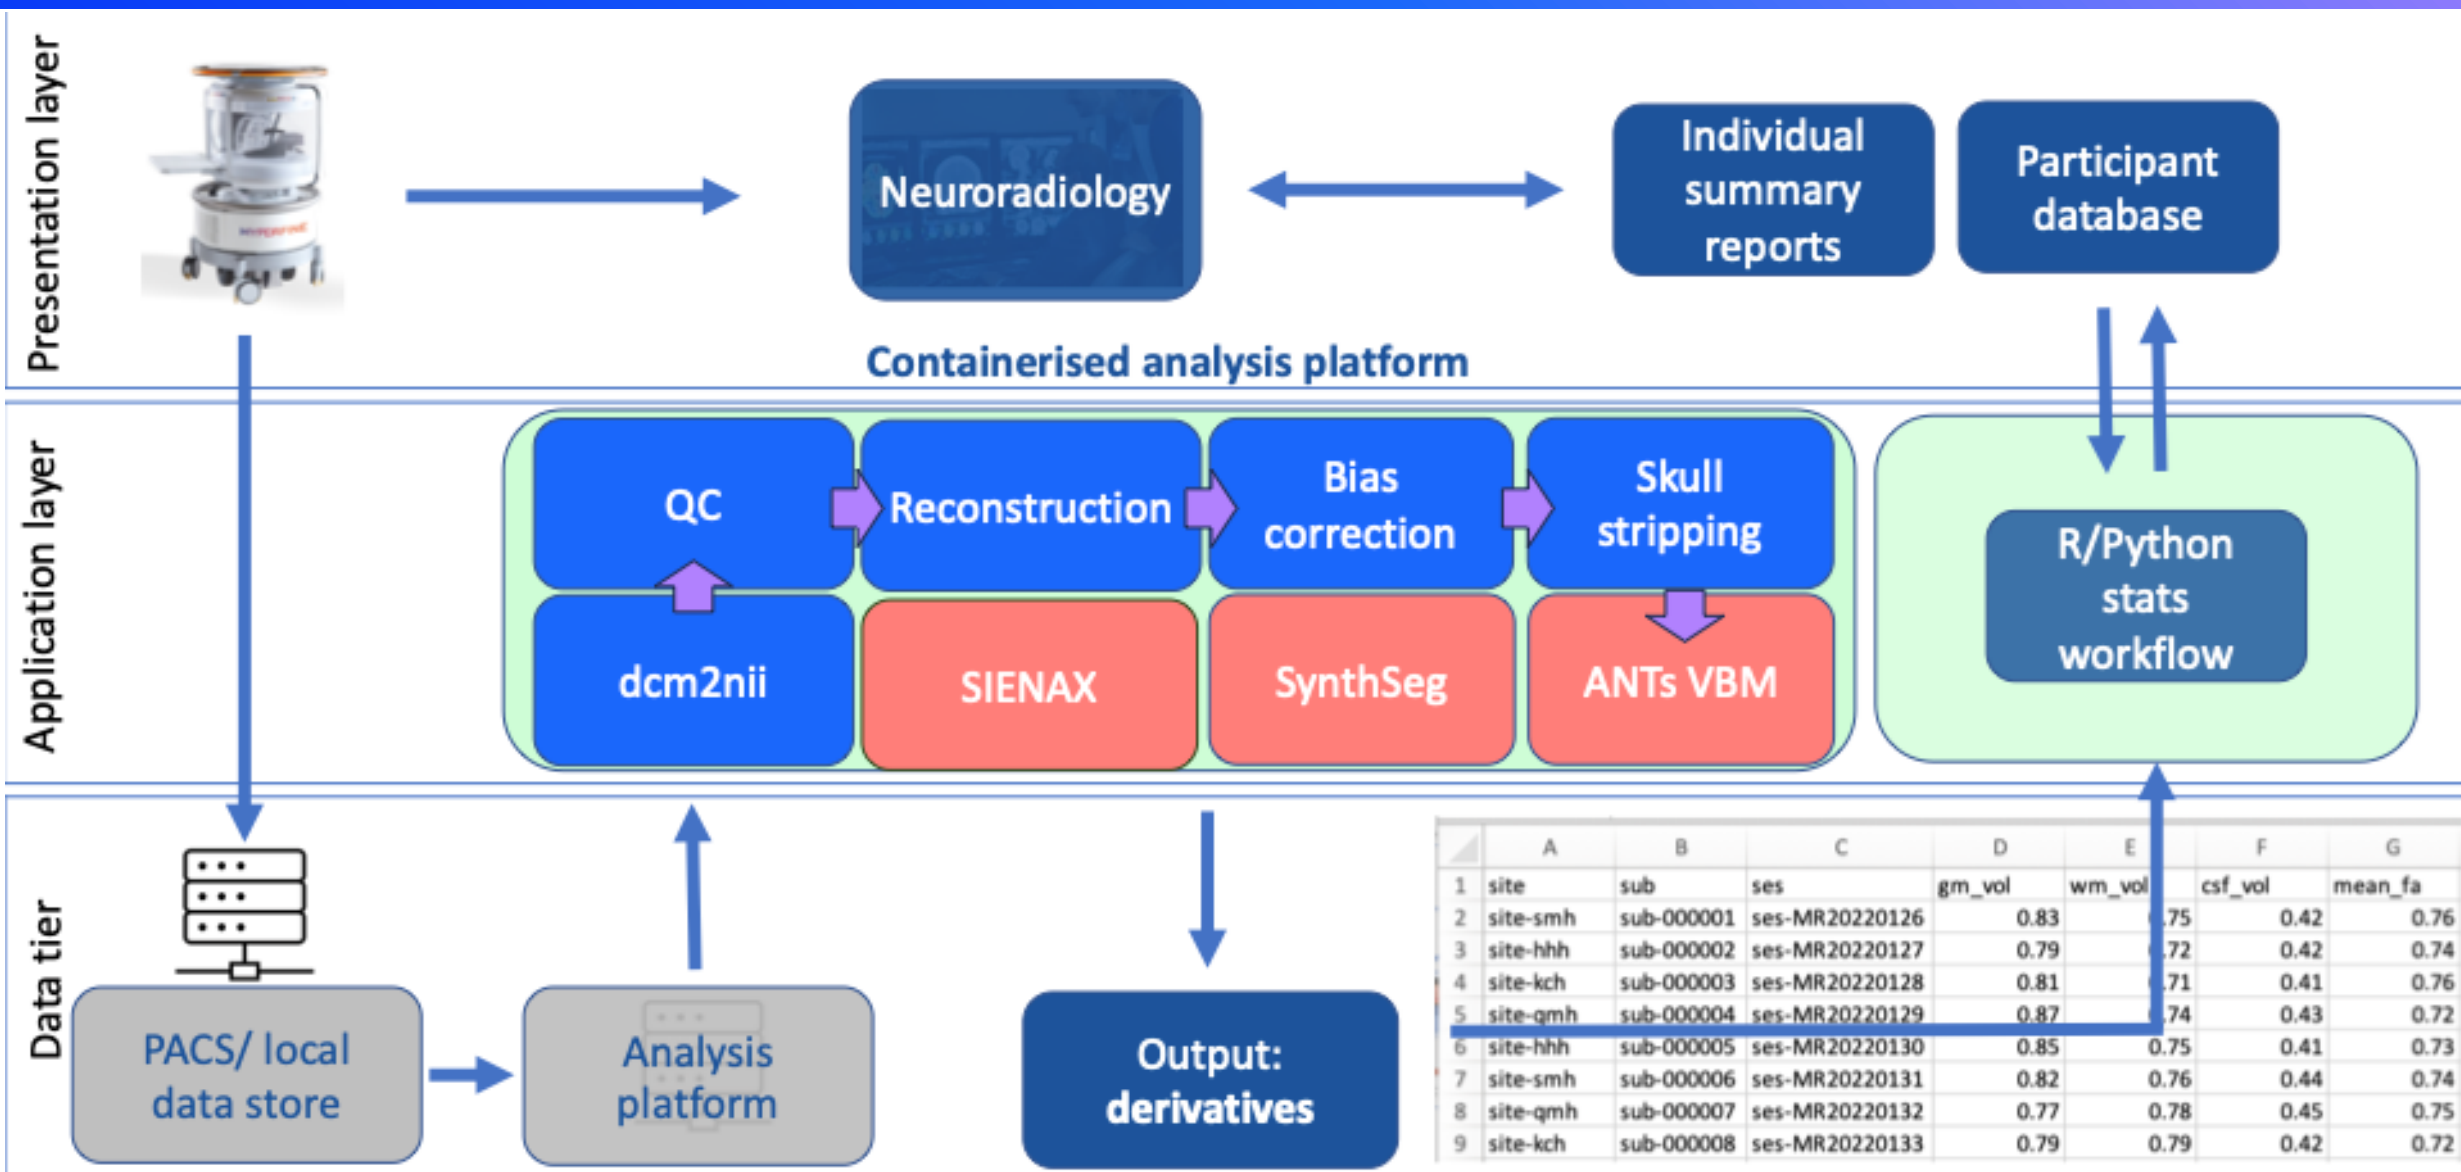 Presentation layer
HYPERFINE
Neuroradiology
Individual
summary
reports
Participant
database
Containerised analysis platform
Application layer
QC
Reconstruction
Bias
correction
Skull
stripping
dcm2nii
SIENAX
SynthSeg
ANTs VBM
R/Python
stats
workflow
Data tier
PACS/ local
data store
Analysis
platform
Output:
derivatives
A B C D E F G
1 site sub ses gm_vol wm_vol csf_vol mean_fa
2 site-smh sub-000001 ses-MR20220126 0.83 .75 0.42 0.76
3 site-hhh sub-000002 ses-MR20220127 0.79 .72 0.42 0.74
4 site-kch sub-000003 ses-MR20220128 0.81 .71 0.41 0.76
5 site-qmh sub-000004 ses-MR20220129 0.87 .74 0.43 0.72
6 site-hhh sub-000005 ses-MR20220130 0.85 0.75 0.41 0.73
7 site-smh sub-000006 ses-MR20220131 0.82 0.76 0.44 0.74
8 site-qmh sub-000007 ses-MR20220132 0.77 0.78 0.45 0.75
9 site-kch sub-000008 ses-MR20220133 0.79 0.79 0.42 0.72